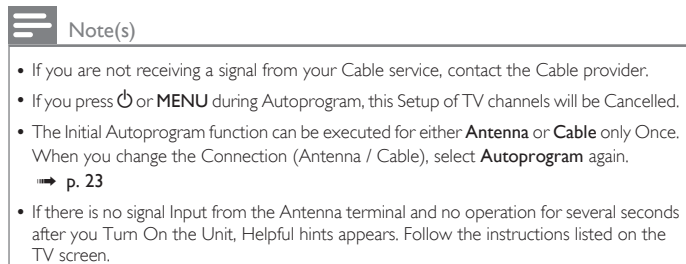 Note(s)
• If you are not receiving a signal from your Cable service, contact the Cable provider.
• If you press ⏻ or MENU during Autoprogram, this Setup of TV channels will be Cancelled.
• The Initial Autoprogram function can be executed for either Antenna or Cable only Once.
When you change the Connection (Antenna / Cable), select Autoprogram again.
➟ p. 23
• If there is no signal Input from the Antenna terminal and no operation for several seconds
after you Turn On the Unit, Helpful hints appears. Follow the instructions listed on the
TV screen.